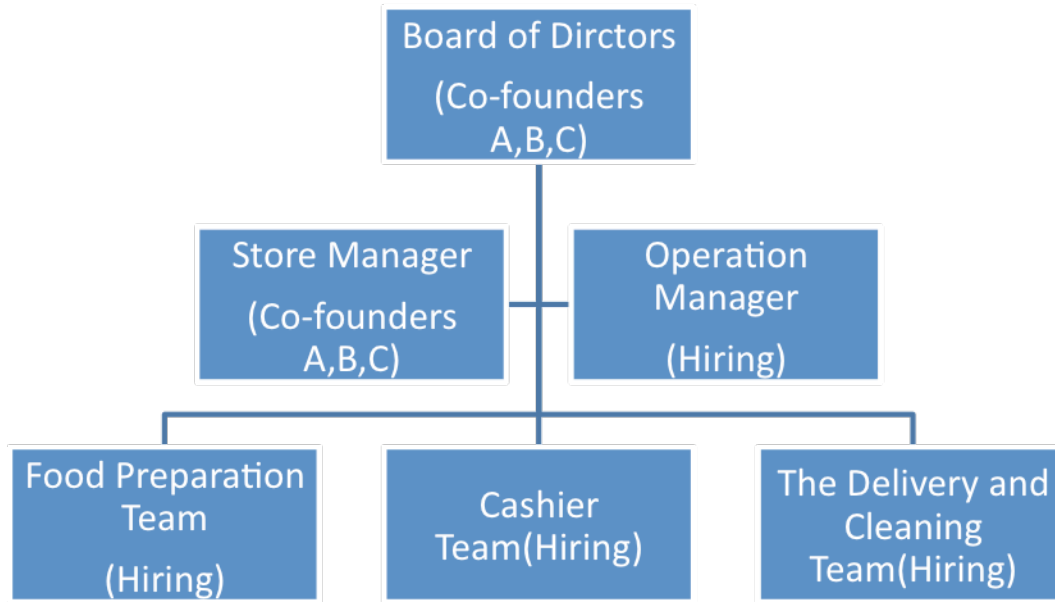 Board of Dirctors
(Co-founders
A,B,C)
Store Manager
(Co-founders
A,B,C)
Operation
Manager
(Hiring)
Food Preparation
Team
(Hiring)
Cashier
Team(Hiring)
The Delivery and
Cleaning
Team(Hiring)